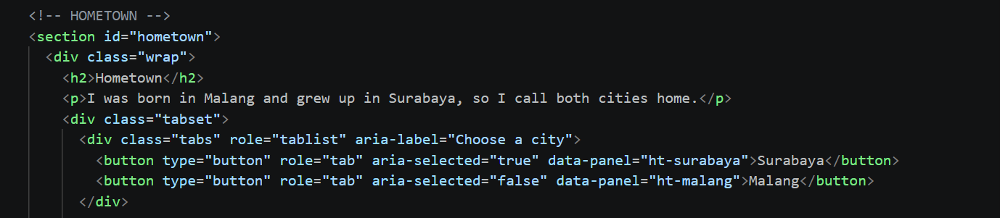 <!-- HOMETOWN -->
<section id="hometown">
<div class="wrap">
<h2>Hometown</h2>
<p>I was born in Malang and grew up in Surabaya, so I call both cities home.</p>
<div class="tabset">
<div class="tabs" role="tablist" aria-label="Choose a city">
<button type="button" role="tab" aria-selected="true" data-panel="ht-surabaya">Surabaya</button>
<button type="button" role="tab" aria-selected="false" data-panel="ht-malang">Malang</button>
</div>